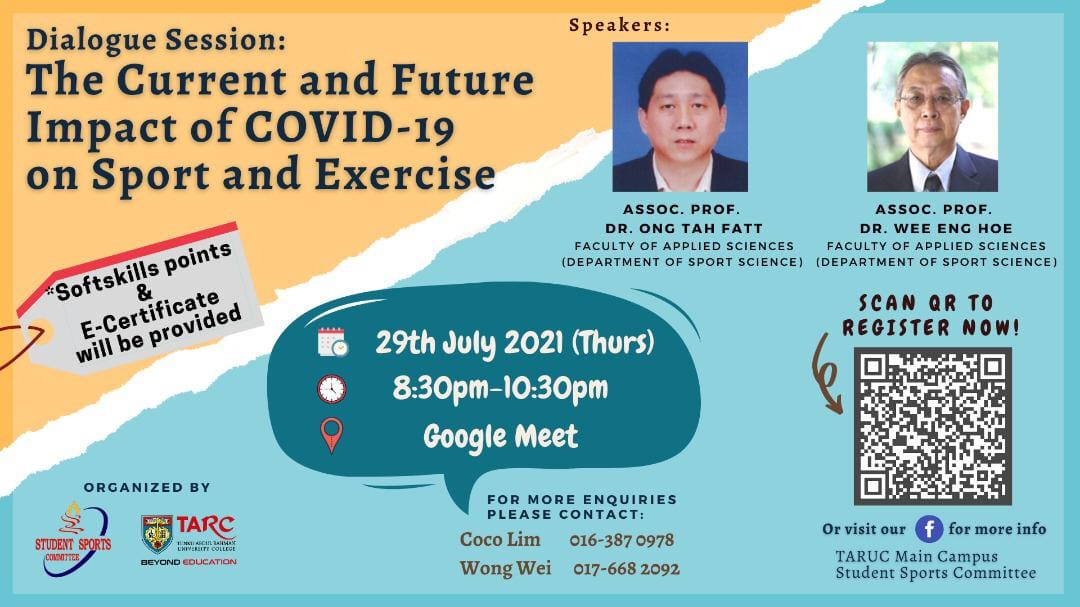 Dialogue Session:
The Current and Future
Impact of COVID-19
on Sport and Exercise
*Softskills points
&
E-Certificate
will be provided
Speakers:
ASSOC. PROF.
DR. ONG TAH FATT
FACULTY OF APPLIED SCIENCES
(DEPARTMENT OF SPORT SCIENCE)
ASSOC. PROF.
DR. WEE ENG HOE
FACULTY OF APPLIED SCIENCES
(DEPARTMENT OF SPORT SCIENCE)
29th July 2021 (Thurs)
8:30pm-10:30pm
Google Meet
SCAN QR TO
REGISTER NOW!
Or visit our f for more info
TARUC Main Campus
Student Sports Committee
ORGANIZED BY
STUDENT SPORTS
COMMITTEE
TARC
TUNKU ABDUL RAHMAN
UNIVERSITY COLLEGE
BEYOND EDUCATION
FOR MORE ENQUIRIES
PLEASE CONTACT:
Coco Lim 016-387 0978
Wong Wei 017-668 2092